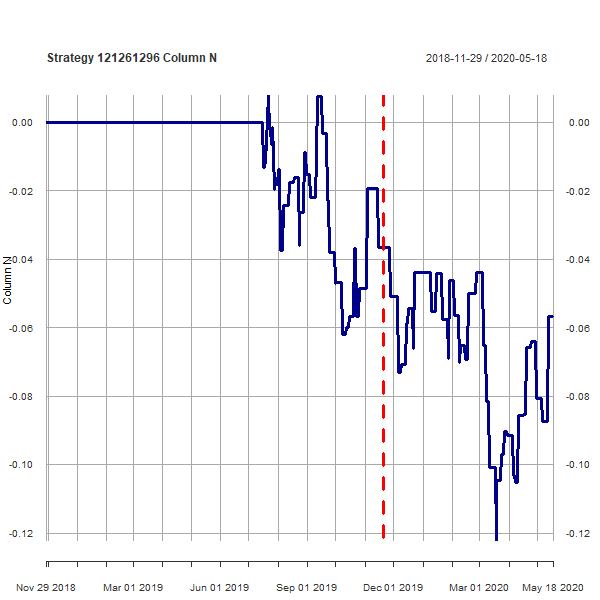 Strategy 121261296 Column N
2018-11-29 / 2020-05-18
0.00 0.00
-0.02 -0.02
-0.04 -0.04
Column N
-0.06 -0.06
-0.08 -0.08
-0.10 -0.10
-0.12 -0.12
Nov 29 2018 Mar 01 2019 Jun 01 2019 Sep 01 2019 Dec 01 2019 Mar 01 2020 May 18 2020